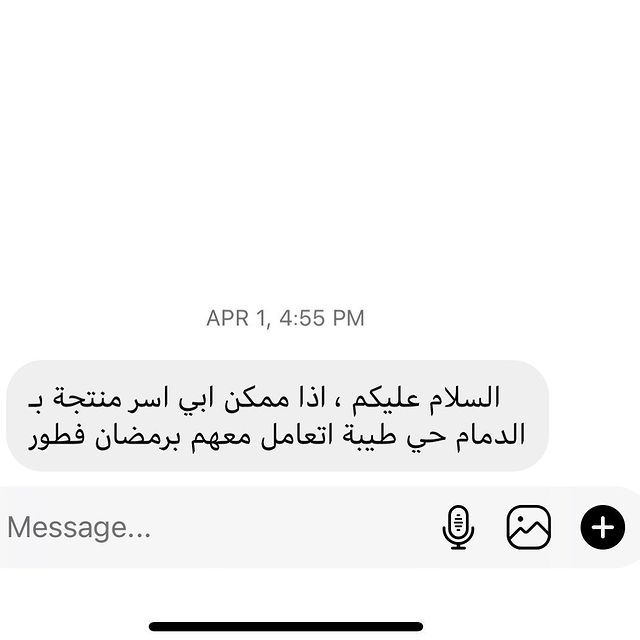 APR 1, 4:55 PM
السلام عليكم ، اذا ممكن ابي اسر منتجة بـ
الدمام حي طيبة اتعامل معهم برمضان فطور
Message...